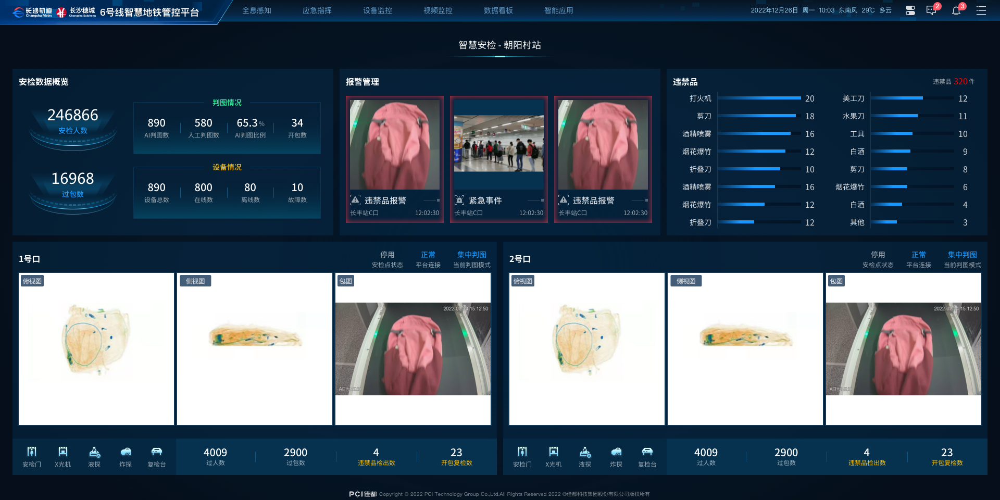 长沙轨道 Changsha Metro 长沙穗城 Changsha Suicheng 6号线智慧地铁管控平台
全息感知 应急指挥 设备监控 视频监控 数据看板 智能应用
2022年12月26日 周一 10:03 东南风 29℃ 多云 2 3
智慧安检 - 朝阳村站
安检数据概览
246866
安检人数
16968
过包数
判图情况
890 580 65.3% 34
AI判图数 人工判图数 AI判图比例 开包数
设备情况
890 800 80 10
设备总数 在线数 离线数 故障数
报警管理
违禁品报警
长丰站C口 12:02:30
紧急事件
长丰站C口 12:02:30
违禁品报警
长丰站C口 12:02:30
违禁品
违禁品 320 件
打火机 20 美工刀 12
剪刀 18 水果刀 11
酒精喷雾 16 工具 10
烟花爆竹 12 白酒 9
折叠刀 10 剪刀 8
酒精喷雾 16 烟花爆竹 6
烟花爆竹 12 白酒 4
折叠刀 12 其他 3
1号口
停用 正常 集中判图
安检点状态 平台连接 当前判图模式
俯视图 侧视图 包图
15:12:50
安检门 X光机 液探 炸探 复检台
4009 2900 4 23
过人数 过包数 违禁品检出数 开包复检数
2号口
停用 正常 集中判图
安检点状态 平台连接 当前判图模式
俯视图 侧视图 包图
15:12:50
安检门 X光机 液探 炸探 复检台
4009 2900 4 23
过人数 过包数 违禁品检出数 开包复检数
PCI 佳都 Copyright © 2022 PCI Technology Group Co.,Ltd.All Rights Reserved 2022 ©佳都科技集团股份有限公司版权所有